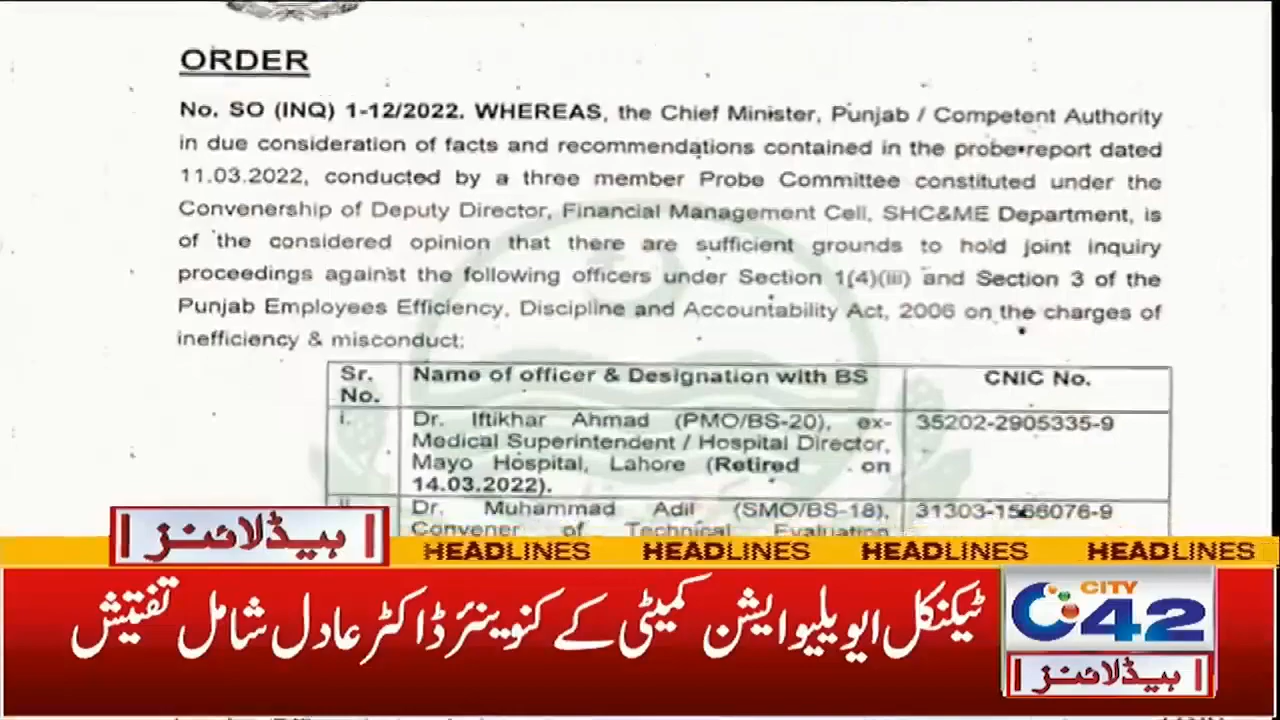 ORDER
No. SO (INQ) 1-12/2022. WHEREAS, the Chief Minister, Punjab / Competent Authority
in due consideration of facts and recommendations contained in the probe report dated
11.03.2022, conducted by a three member Probe Committee constituted under the
Convenership of Deputy Director, Financial Management Cell, SHC&ME Department, is
of the considered opinion that there are sufficient grounds to hold joint inquiry
proceedings against the following officers under Section 1(4)(iii) and Section 3 of the
Punjab Employees Efficiency, Discipline and Accountability Act, 2006 on the charges of
inefficiency & misconduct:
Sr. No. Name of officer & Designation with BS CNIC No.
i. Dr. Iftikhar Ahmad (PMO/BS-20), ex- 35202-2905335-9
Medical Superintendent / Hospital Director,
Mayo Hospital, Lahore (Retired on
14.03.2022).
ii Dr. Muhammad Adil (SMO/BS-18), 31303-1566076-9
Convener of Technical Evaluation
ہیڈلائنز
HEADLINES HEADLINES HEADLINES HEADLINES
ٹیکنکل ایویلیوایشن کمیٹی کے کنوینئر ڈاکٹر عادل شامل تفتیش
CITY
42
ہیڈلائنز